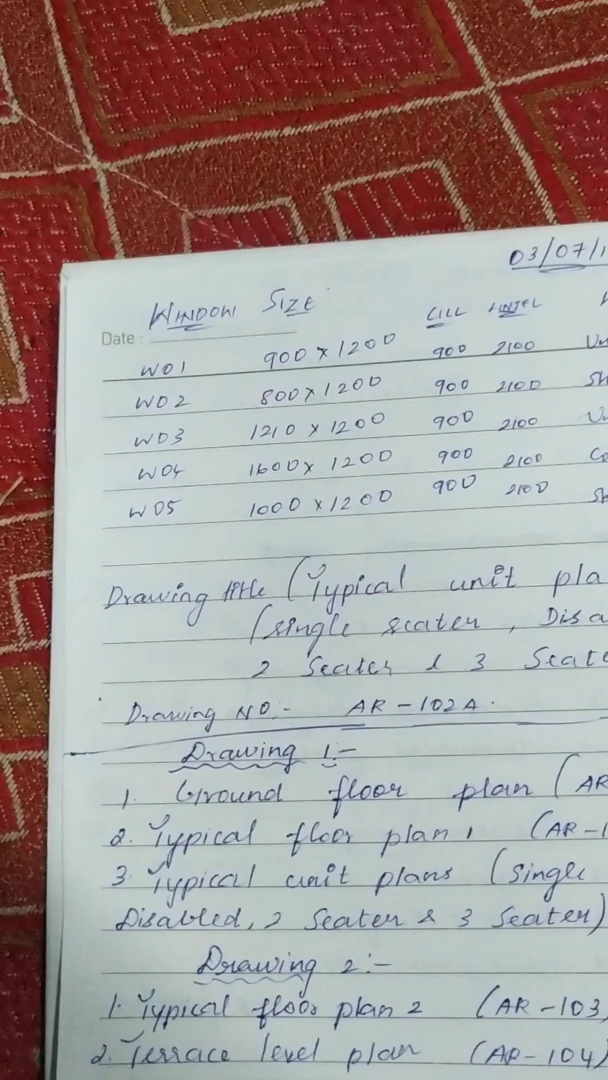 03/07/1
WINDOW SIZE CILL LINTEL
Date :
W01 900 x 1200 900 2100 Un
W02 800 x 1200 900 2100 Sh
W03 1210 x 1200 900 2100 Un
W04 1600 x 1200 900 2100 Co
W05 1000 x 1200 900 2100 Sh
Drawing title (Typical unit pla
(single seater, Disa
2 Seater & 3 Seate
Drawing NO:- AR-102A.
Drawing 1:-
1. Ground floor plan (AR
2. Typical floor plan 1 (AR-1
3. Typical unit plans (Single
Disabled, 2 Seater & 3 Seater)
Drawing 2:-
1. Typical floor plan 2 (AR-103)
2. Terrace level plan (AR-104)